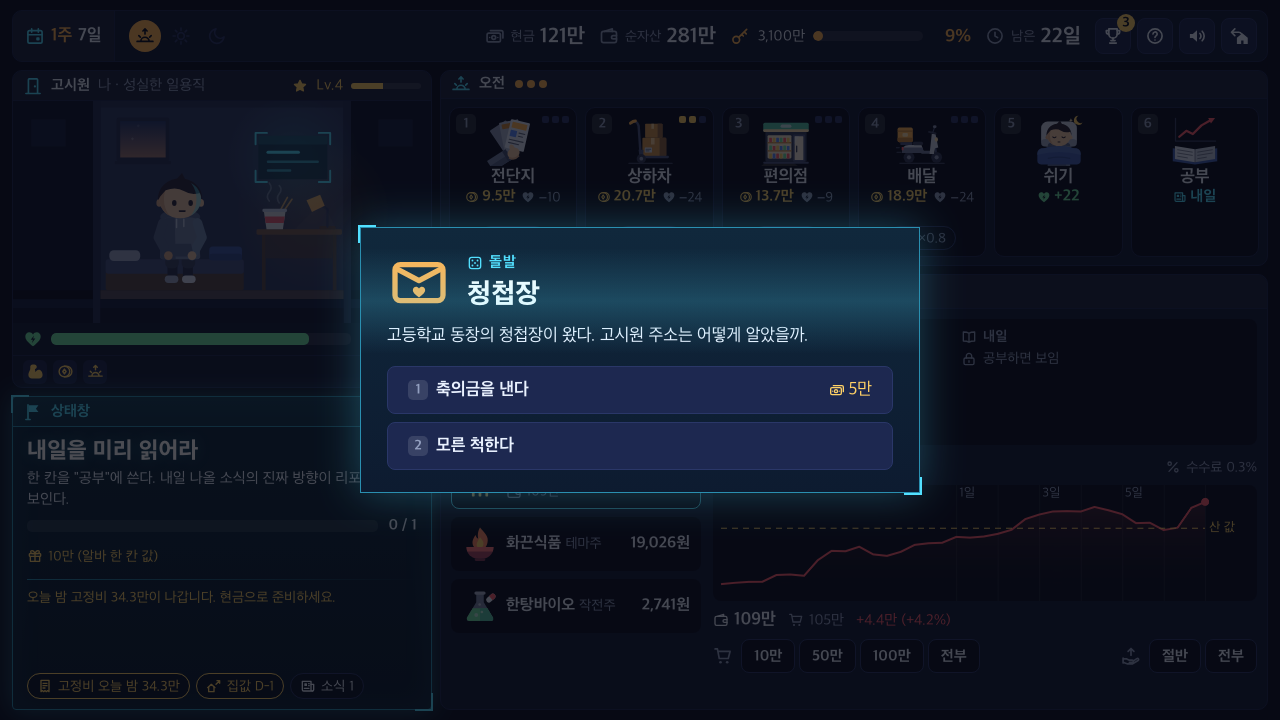 1주 7일
현금 121만
순자산 281만
3,100만
9%
남은 22일
3
고시원 나 · 성실한 일용직
Lv.4
오전
1
전단지
9.5만 −10
2
상하차
20.7만 −24
3
편의점
13.7만 −9
4
배달
18.9만 −24
×0.8
5
쉬기
+22
6
공부
내일
돌발
청첩장
고등학교 동창의 청첩장이 왔다. 고시원 주소는 어떻게 알았을까.
1 축의금을 낸다 5만
2 모른 척한다
내일
공부하면 보임
상태창
내일을 미리 읽어라
한 칸을 "공부"에 쓴다. 내일 나올 소식의 진짜 방향이 리포
보인다.
0 / 1
10만 (알바 한 칸 값)
오늘 밤 고정비 34.3만이 나갑니다. 현금으로 준비하세요.
고정비 오늘 밤 34.3만
집값 D-1
소식 1
화끈식품 테마주 19,026원
한탕바이오 작전주 2,741원
수수료 0.3%
1일 3일 5일
산 값
109만 105만 +4.4만 (+4.2%)
10만 50만 100만 전부
절반 전부